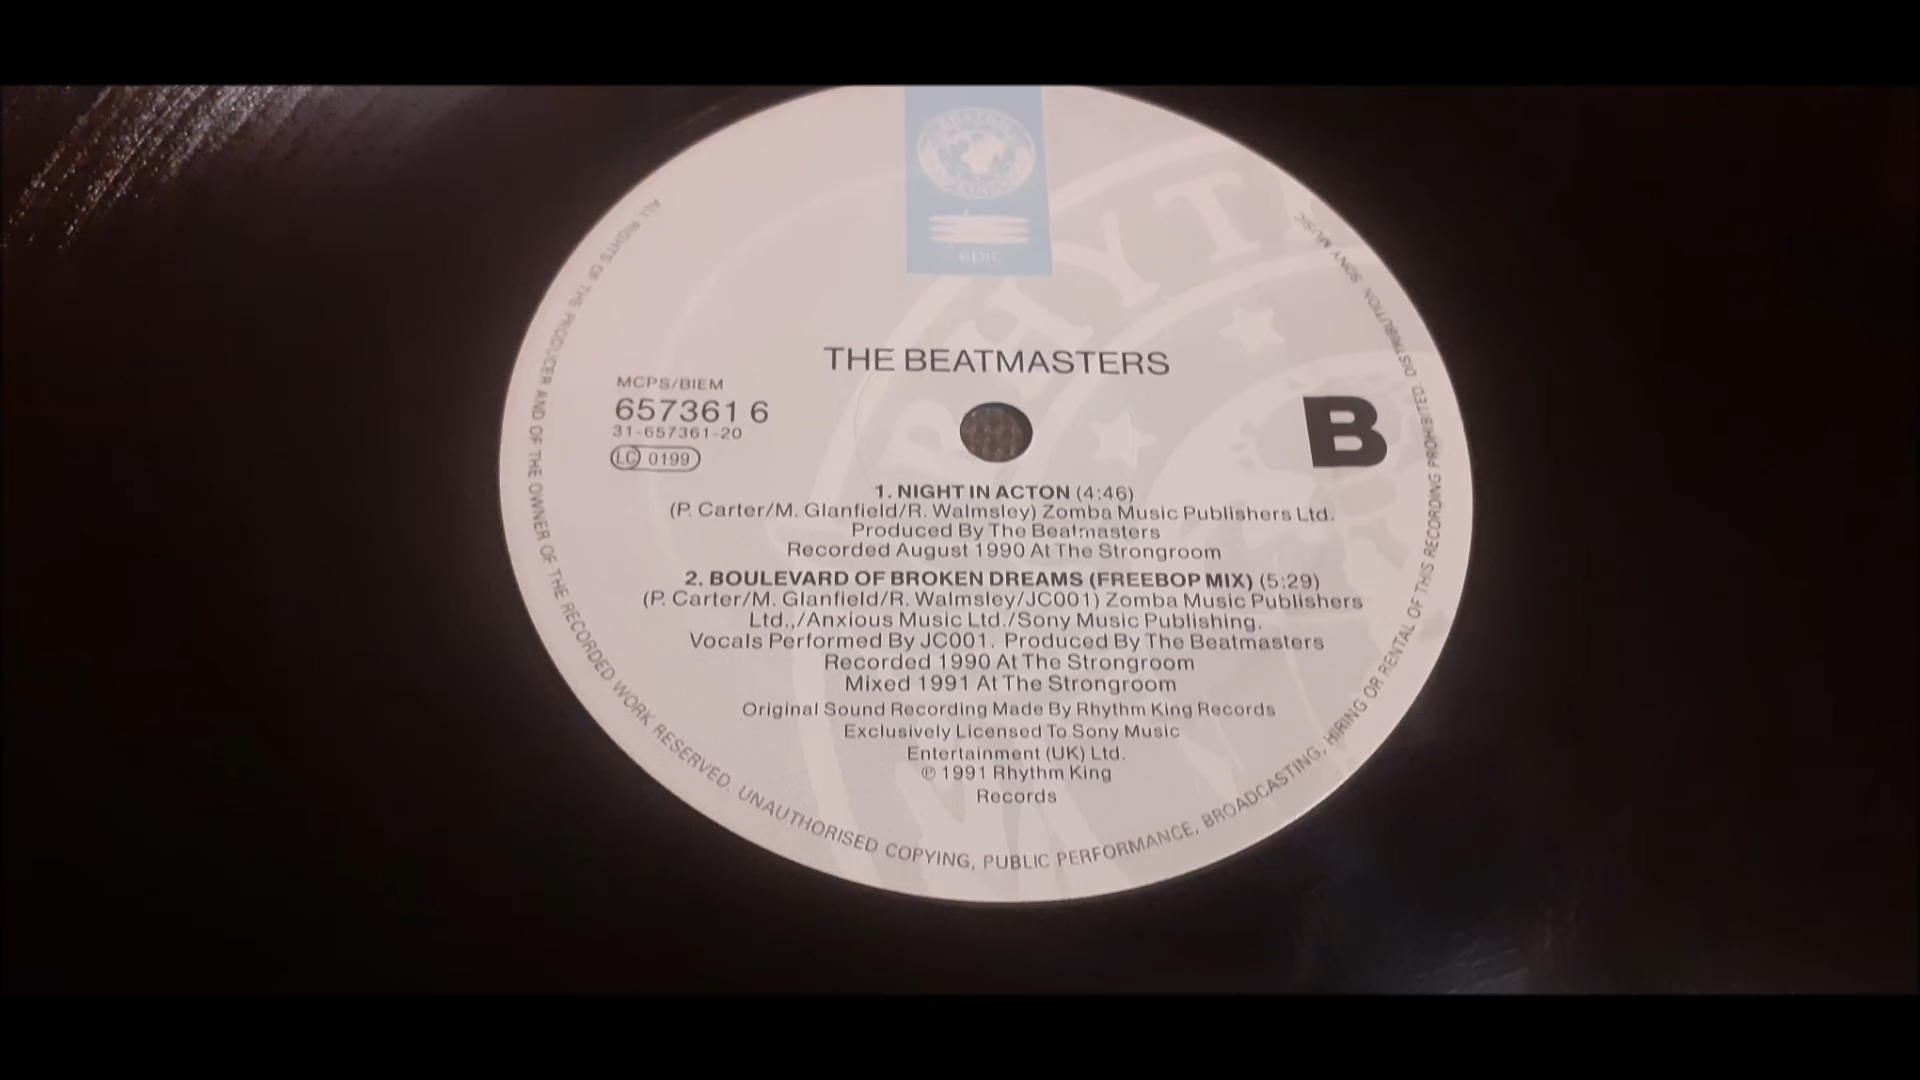 RHYTHM KING
epic
RHYTH
THE BEATMASTERS
MCPS/BIEM
657361 6
31-657361-20
LC 0199
B
1. NIGHT IN ACTON (4:46)
(P. Carter/M. Glanfield/R. Walmsley) Zomba Music Publishers Ltd.
Produced By The Beatmasters
Recorded August 1990 At The Strongroom
2. BOULEVARD OF BROKEN DREAMS (FREEBOP MIX) (5:29)
(P. Carter/M. Glanfield/R. Walmsley/JC001) Zomba Music Publishers
Ltd.,/Anxious Music Ltd./Sony Music Publishing.
Vocals Performed By JC001. Produced By The Beatmasters
Recorded 1990 At The Strongroom
Mixed 1991 At The Strongroom
Original Sound Recording Made By Rhythm King Records
Exclusively Licensed To Sony Music
Entertainment (UK) Ltd.
℗ 1991 Rhythm King
Records
ALL RIGHTS OF THE PRODUCER AND OF THE OWNER OF THE RECORDED WORK RESERVED. UNAUTHORISED COPYING, PUBLIC PERFORMANCE, BROADCASTING, HIRING OR RENTAL OF THIS RECORDING PROHIBITED. DISTRIBUTION SONY MUSIC